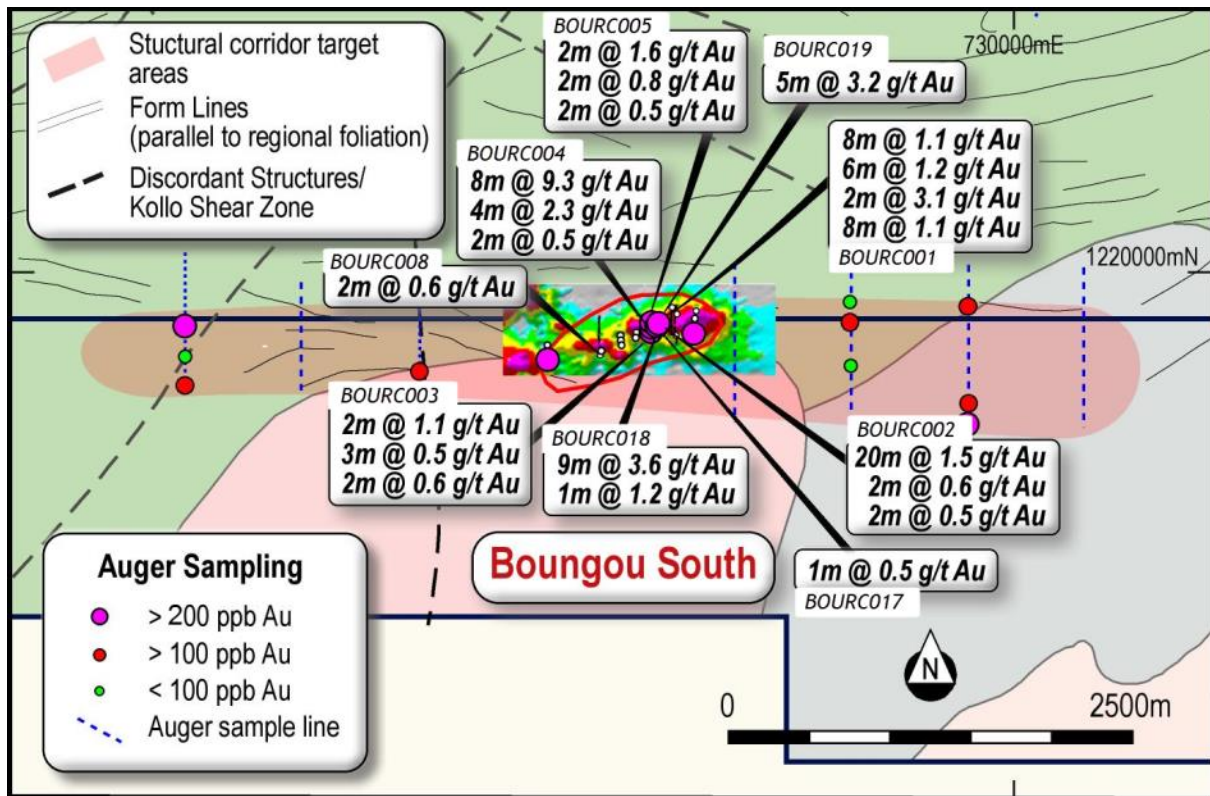 Stuctural corridor target
areas
Form Lines
(parallel to regional foliation)
Discordant Structures/
Kollo Shear Zone
BOURC005
2m @ 1.6 g/t Au
2m @ 0.8 g/t Au
2m @ 0.5 g/t Au
BOURC019
5m @ 3.2 g/t Au
730000mE
BOURC004
8m @ 9.3 g/t Au
4m @ 2.3 g/t Au
2m @ 0.5 g/t Au
8m @ 1.1 g/t Au
6m @ 1.2 g/t Au
2m @ 3.1 g/t Au
8m @ 1.1 g/t Au
BOURC001
1220000mN
BOURC008
2m @ 0.6 g/t Au
BOURC003
2m @ 1.1 g/t Au
3m @ 0.5 g/t Au
2m @ 0.6 g/t Au
BOURC018
9m @ 3.6 g/t Au
1m @ 1.2 g/t Au
BOURC002
20m @ 1.5 g/t Au
2m @ 0.6 g/t Au
2m @ 0.5 g/t Au
Boungou South
1m @ 0.5 g/t Au
BOURC017
Auger Sampling
> 200 ppb Au
> 100 ppb Au
< 100 ppb Au
Auger sample line
N
0
2500m